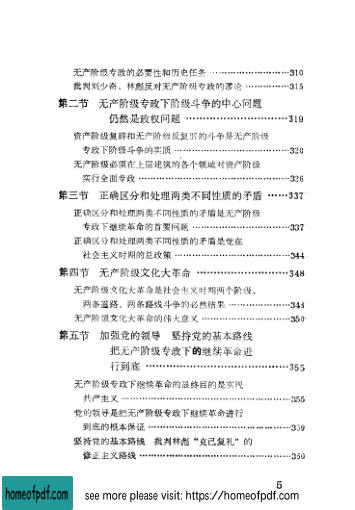 无产阶级专政的必要性和历史任务 ……………310
批判刘少奇、林彪反对无产阶级专政的谬论 …………315
第二节 无产阶级专政下阶级斗争的中心问题
仍然是政权问题 ……………………319
资产阶级复辟和无产阶级反复辟的斗争是无产阶级
专政下阶级斗争的实质 ……………………320
无产阶级必须在上层建筑的各个领域对资产阶级
实行全面专政 ……………………………326
第三节 正确区分和处理两类不同性质的矛盾 ……337
正确区分和处理两类不同性质的矛盾是无产阶级
专政下继续革命的首要问题 …………………337
正确区分和处理两类不同性质的矛盾是党在
社会主义时期的总政策 ……………………344
第四节 无产阶级文化大革命 …………………348
无产阶级文化大革命是社会主义时期两个阶级、
两条道路、两条路线斗争的必然结果 ……………348
无产阶级文化大革命的伟大意义 …………………350
第五节 加强党的领导 坚持党的基本路线
把无产阶级专政下的继续革命进
行到底 ……………………………355
无产阶级专政下继续革命的最终目的是实现
共产主义 ……………………………355
党的领导是把无产阶级专政下继续革命进行
到底的根本保证 ……………………………359
坚持党的基本路线 批判林彪“克己复礼”的
修正主义路线 ……………………………360
5
homeofpdf.com
see more please visit: https://homeofpdf.com